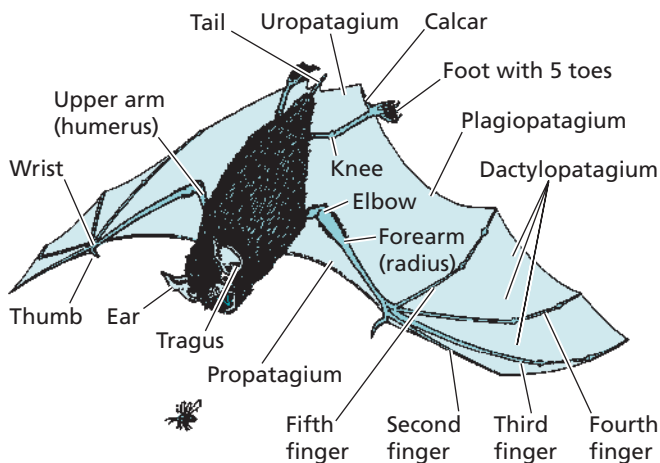 Tail
Uropatagium
Calcar
Foot with 5 toes
Upper arm
(humerus)
Plagiopatagium
Wrist
Knee
Dactylopatagium
Elbow
Forearm
(radius)
Thumb
Ear
Tragus
Propatagium
Fifth
finger
Second
finger
Third
finger
Fourth
finger